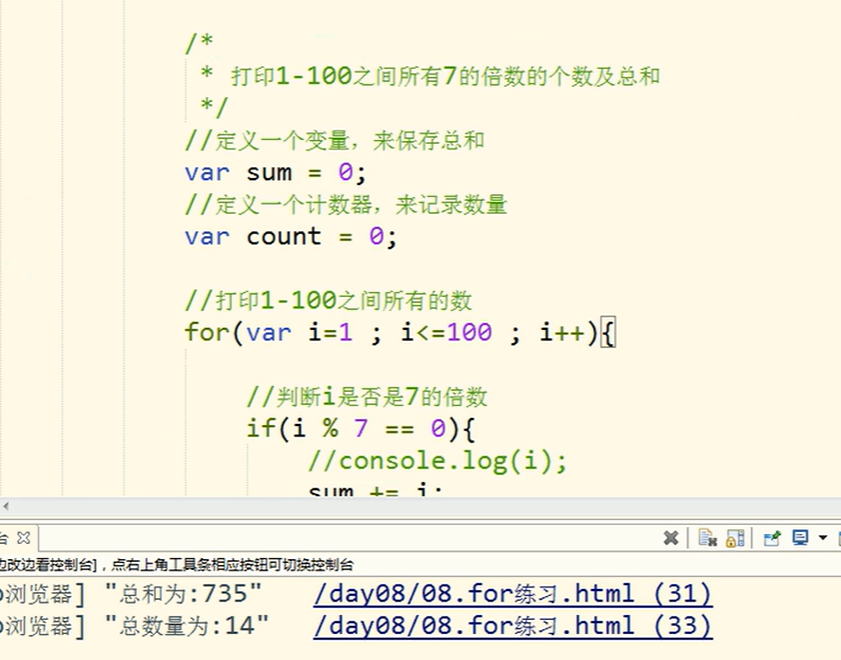 /*
* 打印1-100之间所有7的倍数的个数及总和
*/
//定义一个变量，来保存总和
var sum = 0;
//定义一个计数器，来记录数量
var count = 0;
//打印1-100之间所有的数
for(var i=1 ; i<=100 ; i++){
//判断i是否是7的倍数
if(i % 7 == 0){
//console.log(i);
sum += i;
台
边改边看控制台]，点右上角工具条相应按钮可切换控制台
浏览器] "总和为:735" /day08/08.for练习.html (31)
浏览器] "总数量为:14" /day08/08.for练习.html (33)